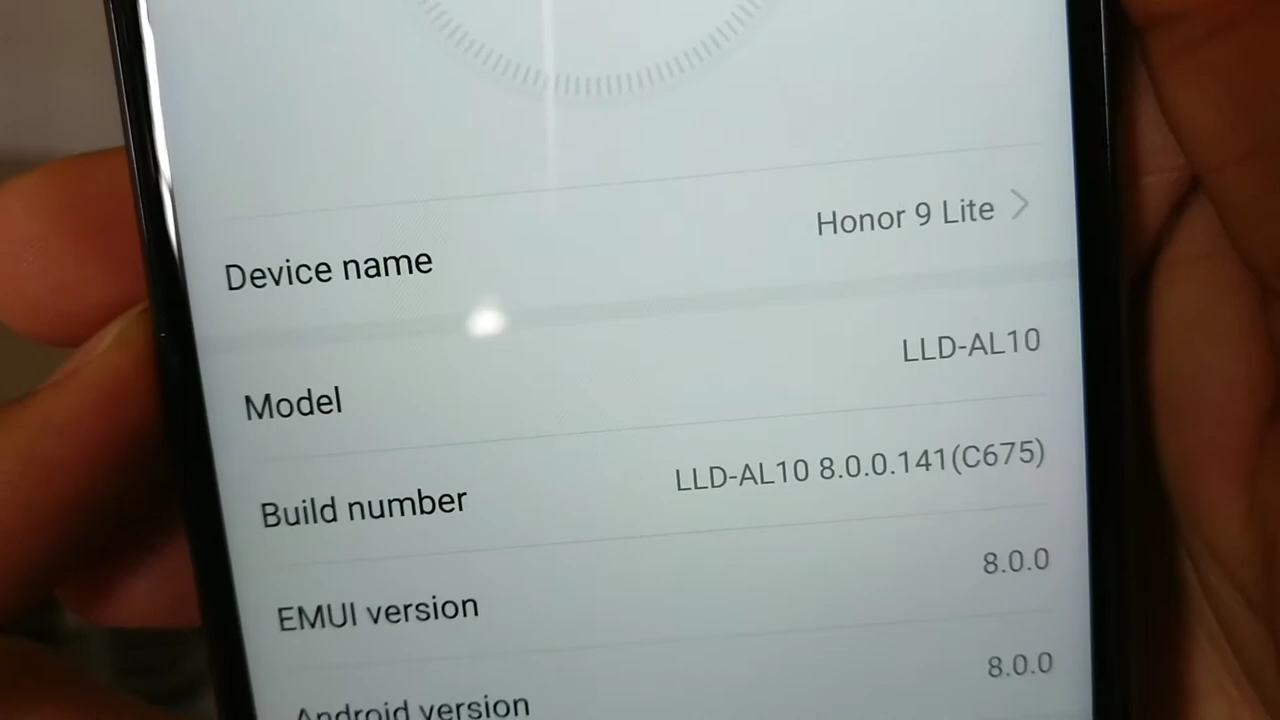 Device name Honor 9 Lite
Model LLD-AL10
Build number LLD-AL10 8.0.0.141(C675)
EMUI version 8.0.0
Android version 8.0.0